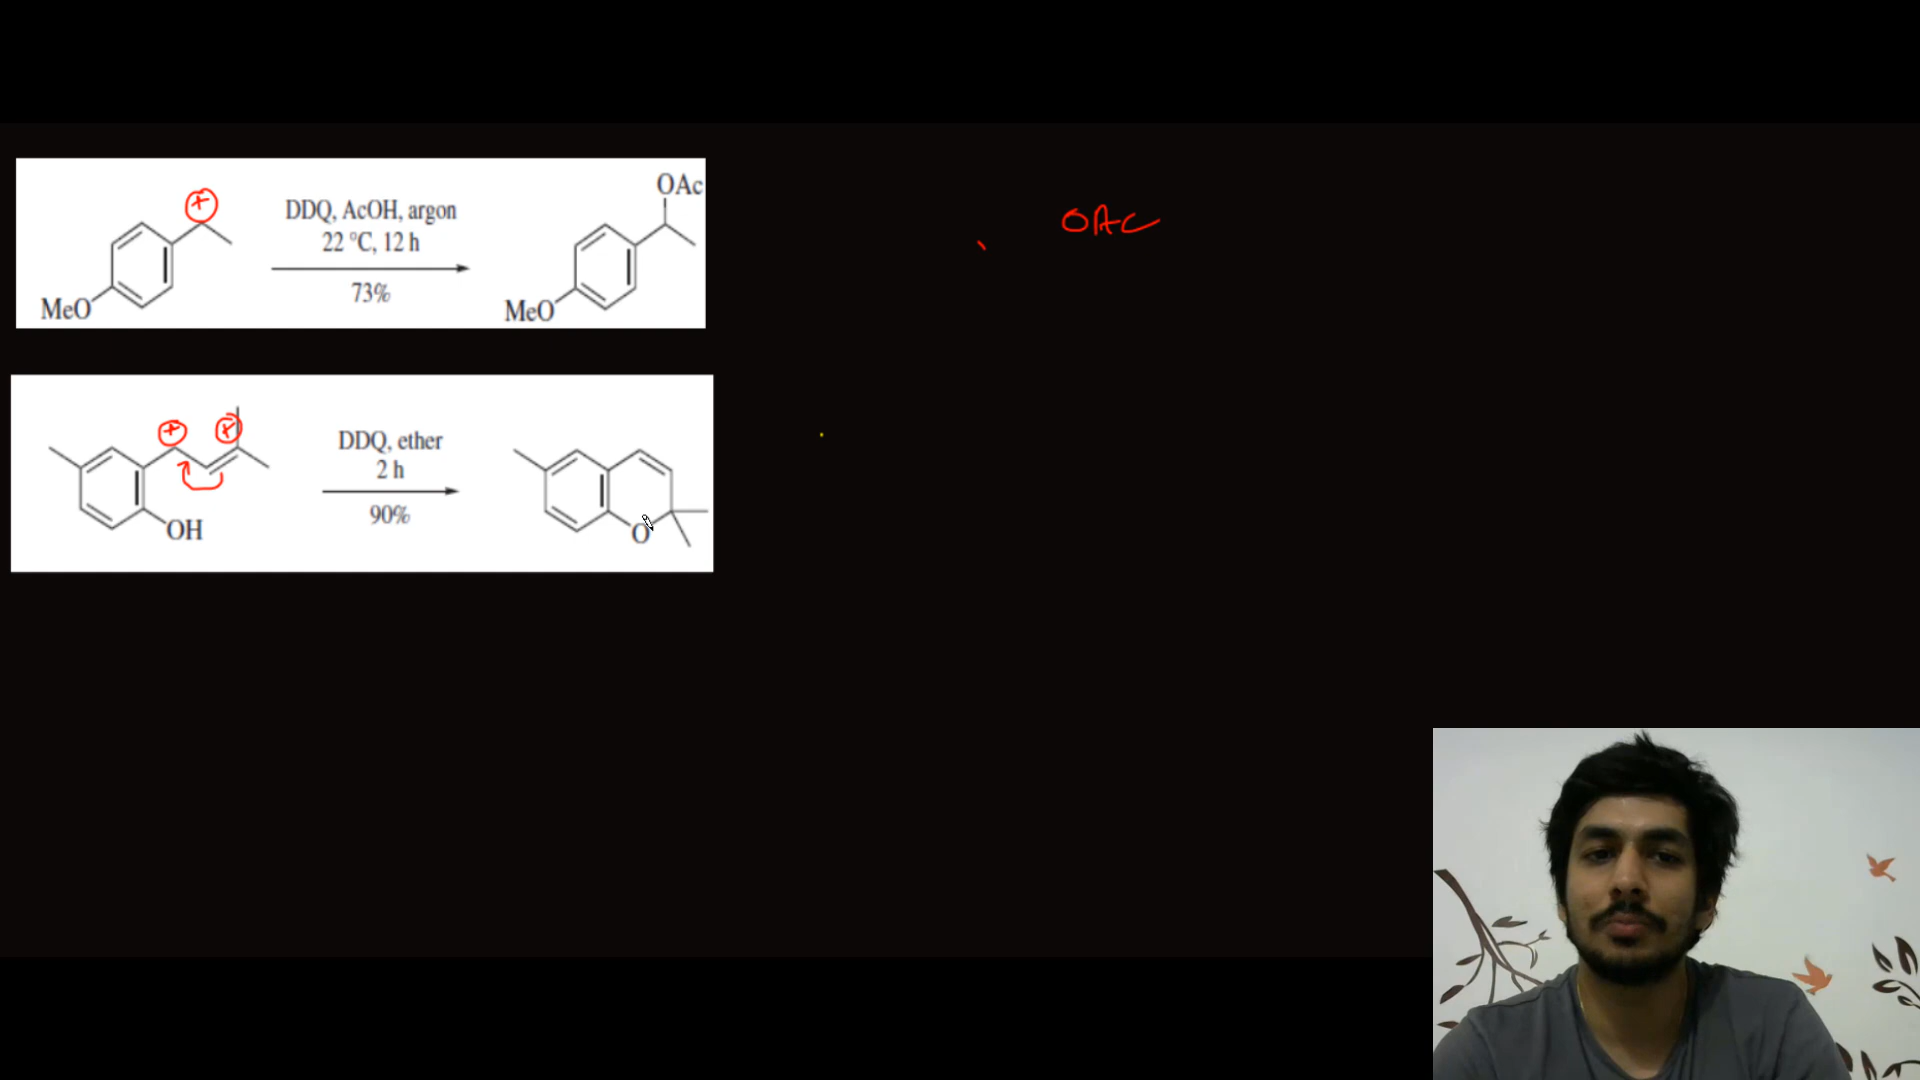 OAc
DDQ, AcOH, argon
22 °C, 12 h
73%
MeO
MeO
OAC
DDQ, ether
2 h
90%
OH
O